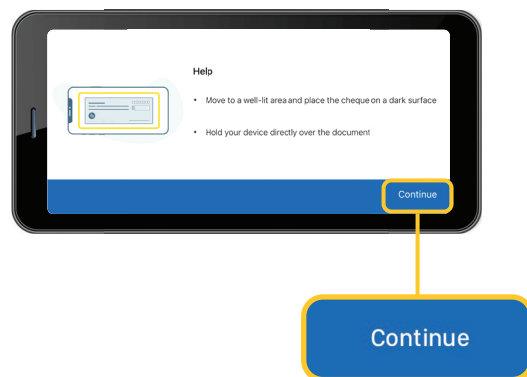 Help
• Move to a well-lit area and place the cheque on a dark surface
• Hold your device directly over the document
Continue
Continue